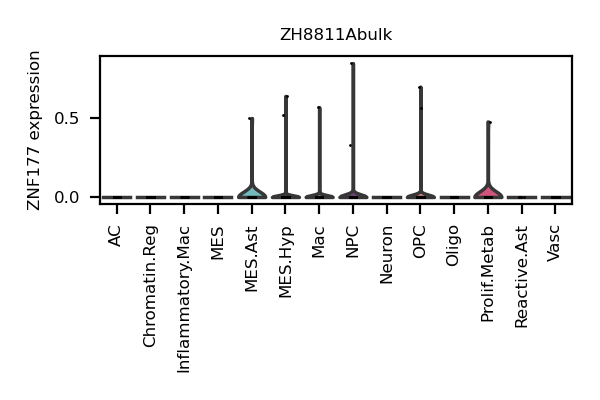 ZH8811Abulk
ZNF177 expression
0.5
0.0
AC
Chromatin.Reg
Inflammatory.Mac
MES
MES.Ast
MES.Hyp
Mac
NPC
Neuron
OPC
Oligo
Prolif.Metab
Reactive.Ast
Vasc